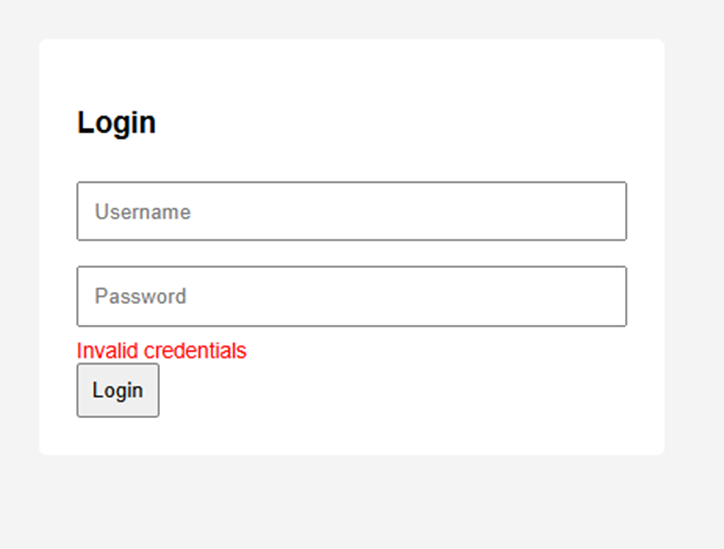 Login
Username
Password
Invalid credentials
Login